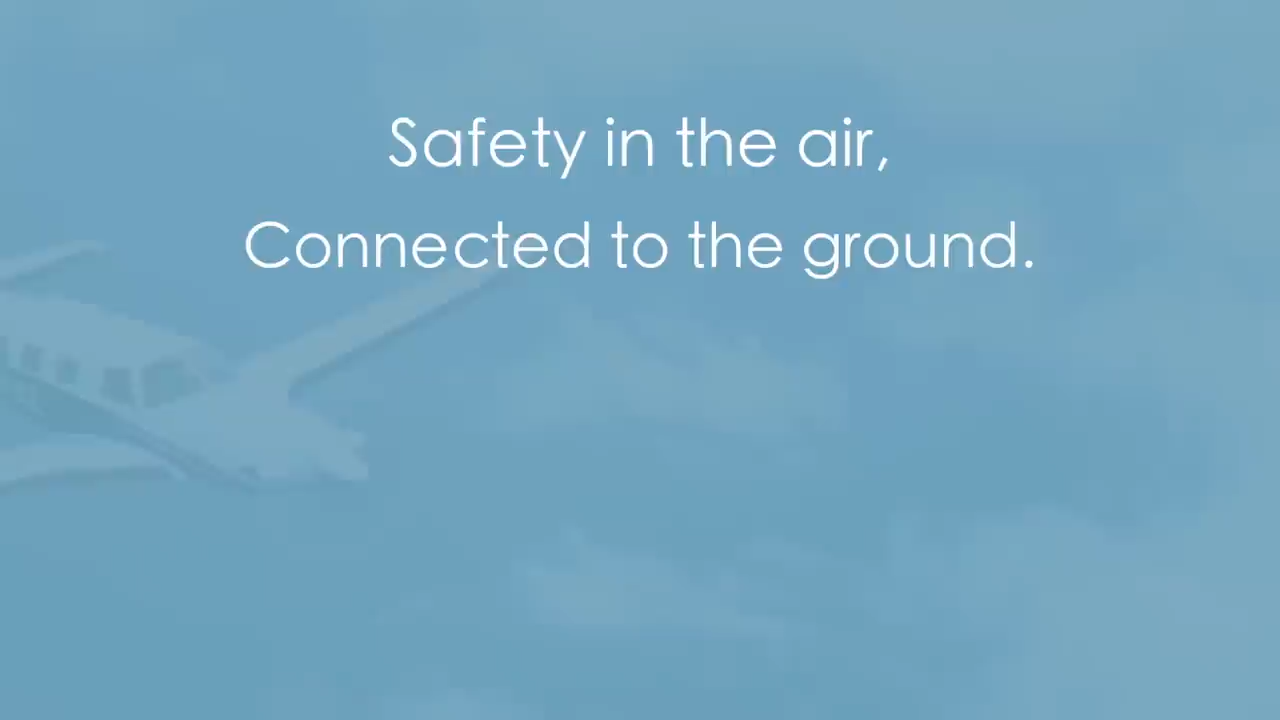 Safety in the air,
Connected to the ground.